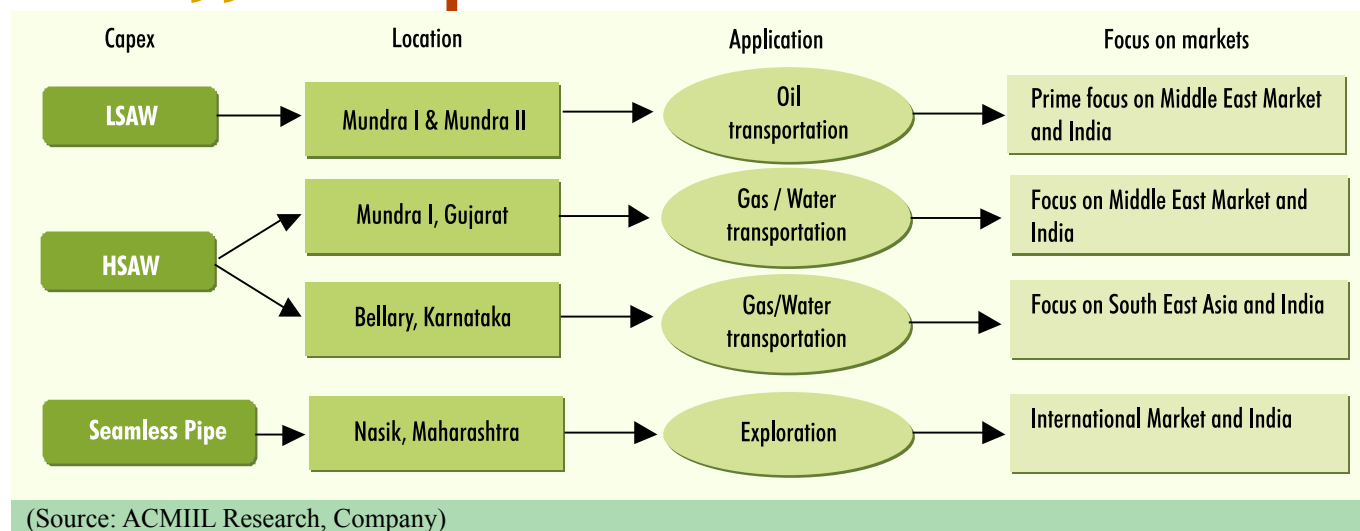 Capex Location Application Focus on markets
LSAW
Mundra I & Mundra II
Oil
transportation
Prime focus on Middle East Market
and India
HSAW
Mundra I, Gujarat
Gas / Water
transportation
Focus on Middle East Market and
India
Bellary, Karnataka
Gas/Water
transportation
Focus on South East Asia and India
Seamless Pipe
Nasik, Maharashtra
Exploration
International Market and India
(Source: ACMIIL Research, Company)